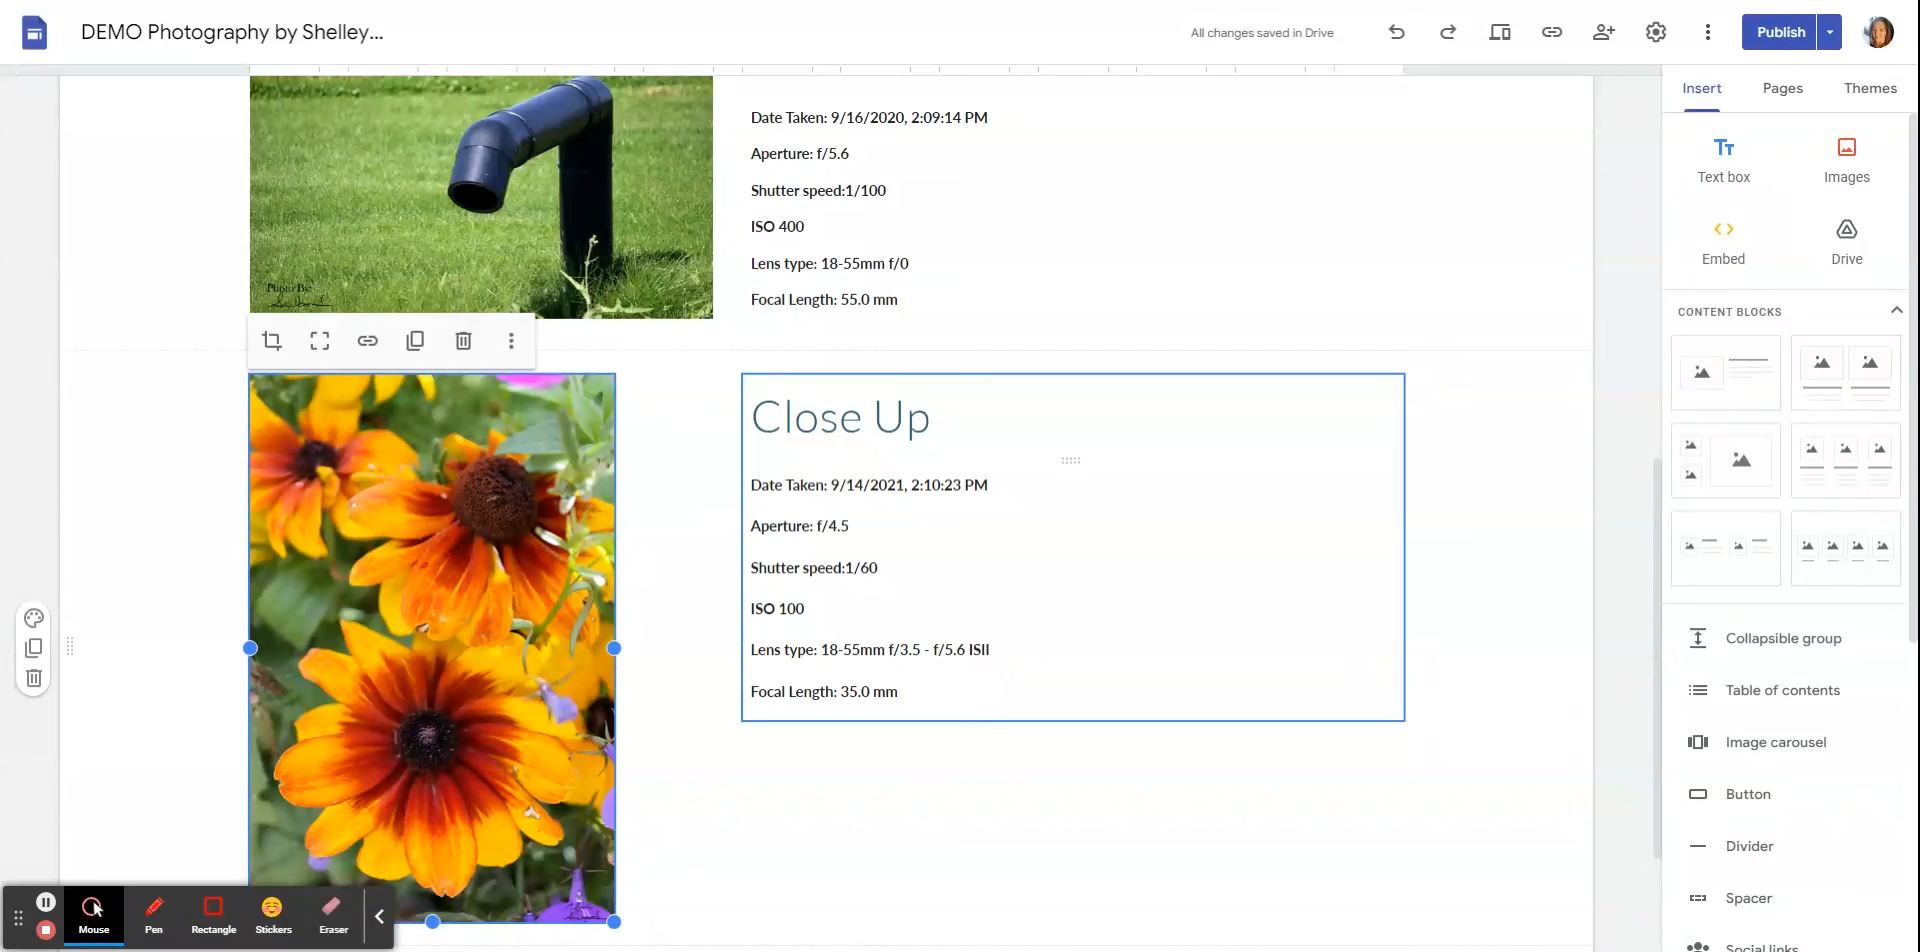 DEMO Photography by Shelley...
All changes saved in Drive
Publish
Insert
Pages
Themes
Date Taken: 9/16/2020, 2:09:14 PM
Aperture: f/5.6
Shutter speed:1/100
ISO 400
Lens type: 18-55mm f/0
Focal Length: 55.0 mm
Photo By:
Close Up
Date Taken: 9/14/2021, 2:10:23 PM
Aperture: f/4.5
Shutter speed:1/60
ISO 100
Lens type: 18-55mm f/3.5 - f/5.6 ISII
Focal Length: 35.0 mm
Text box
Images
Embed
Drive
CONTENT BLOCKS
Collapsible group
Table of contents
Image carousel
Button
Divider
Spacer
Social links
Mouse
Pen
Rectangle
Stickers
Eraser